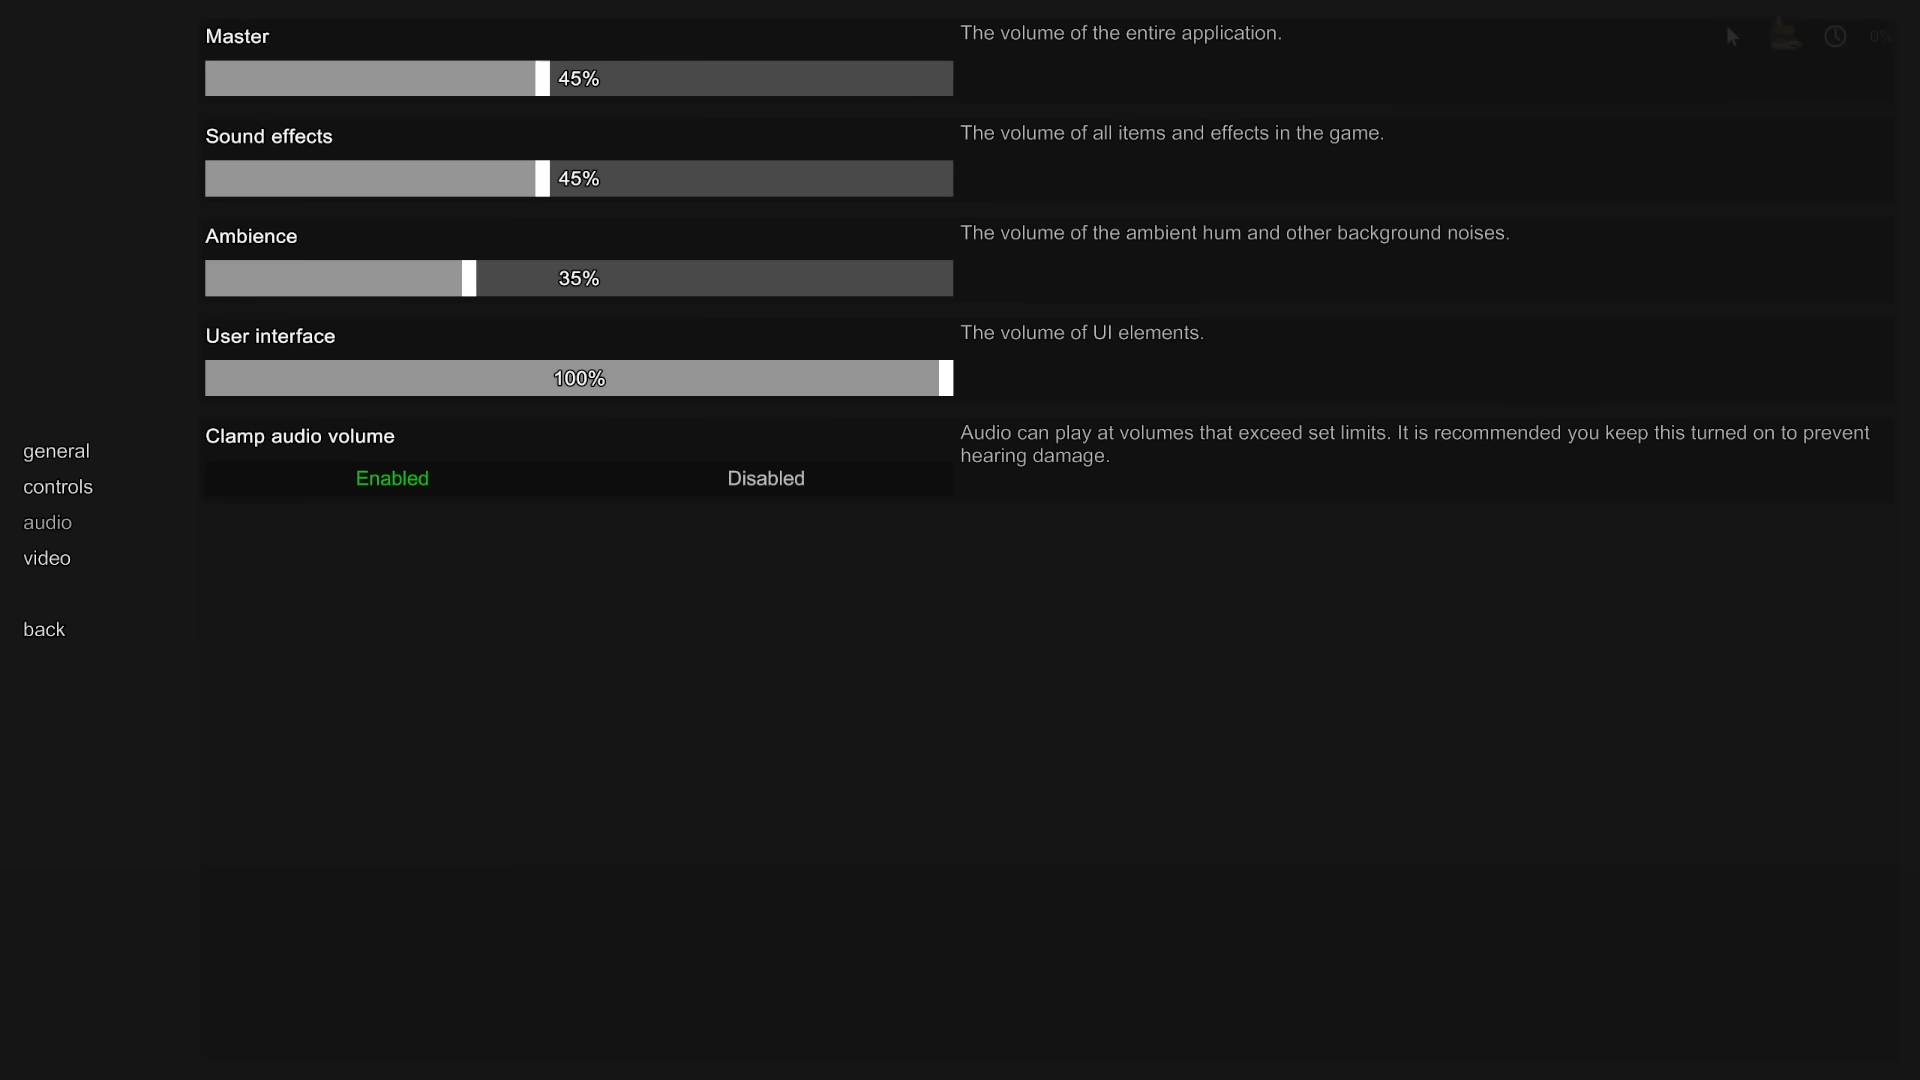 Master
The volume of the entire application.
45%
Sound effects
The volume of all items and effects in the game.
45%
Ambience
The volume of the ambient hum and other background noises.
35%
User interface
The volume of UI elements.
100%
Clamp audio volume
Audio can play at volumes that exceed set limits. It is recommended you keep this turned on to prevent
hearing damage.
Enabled Disabled
general
controls
audio
video
back
0%